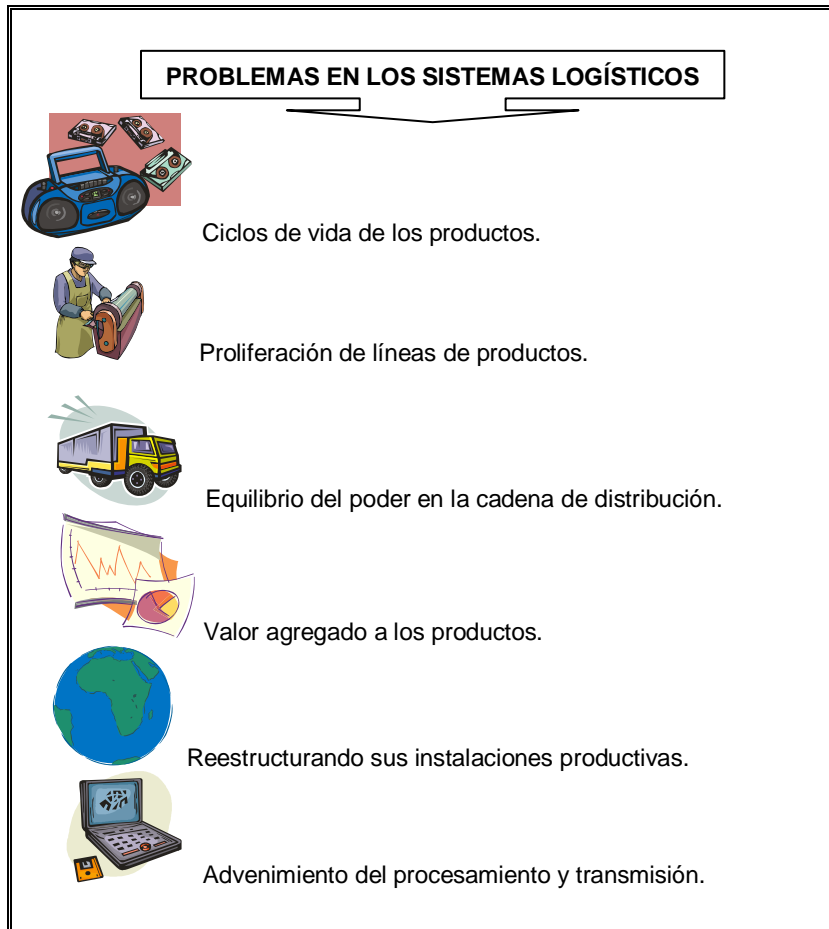 PROBLEMAS EN LOS SISTEMAS LOGÍSTICOS
Ciclos de vida de los productos.
Proliferación de líneas de productos.
Equilibrio del poder en la cadena de distribución.
Valor agregado a los productos.
Reestructurando sus instalaciones productivas.
Advenimiento del procesamiento y transmisión.